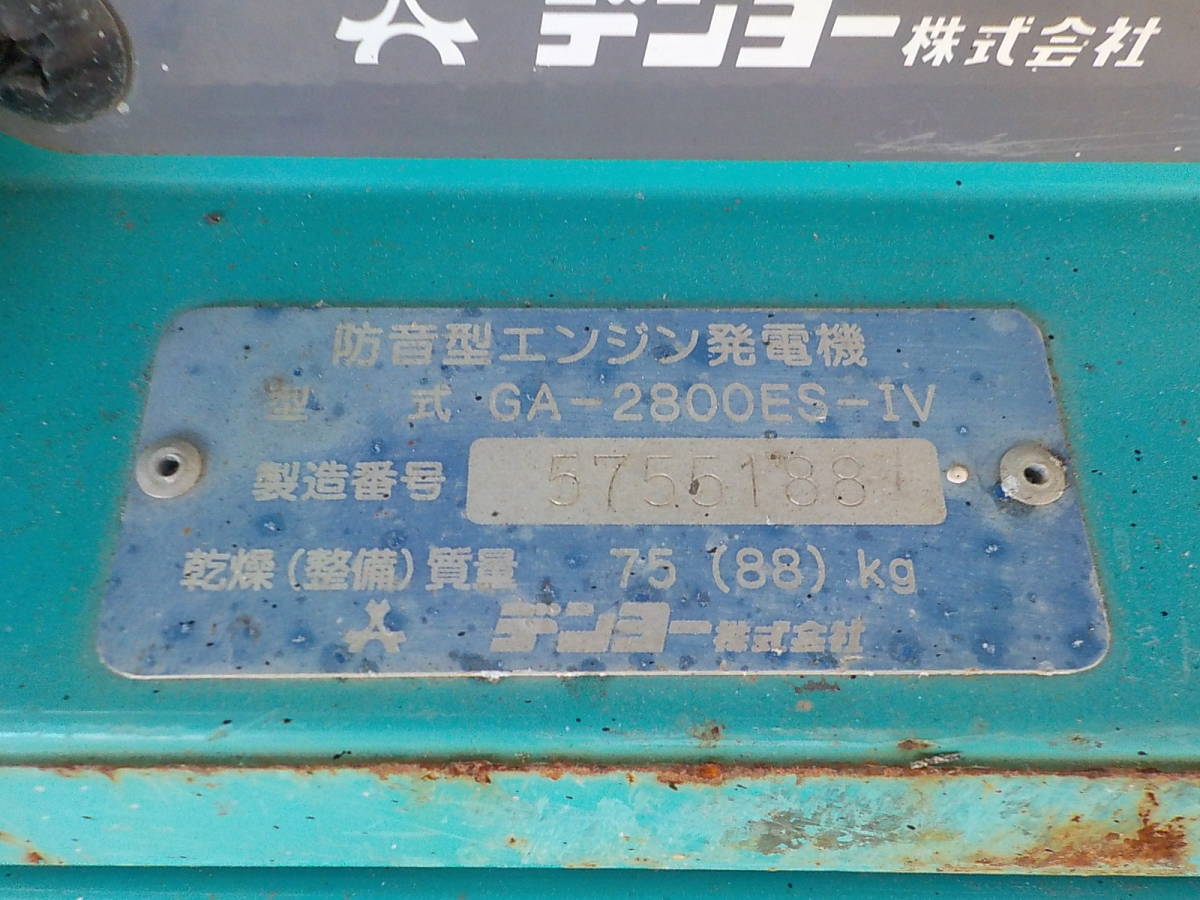 デンヨー株式会社
防音型エンジン発電機
型 式 GA-2800ES-IV
製造番号 5755188
乾燥(整備)質量 75 (88) kg
デンヨー株式会社